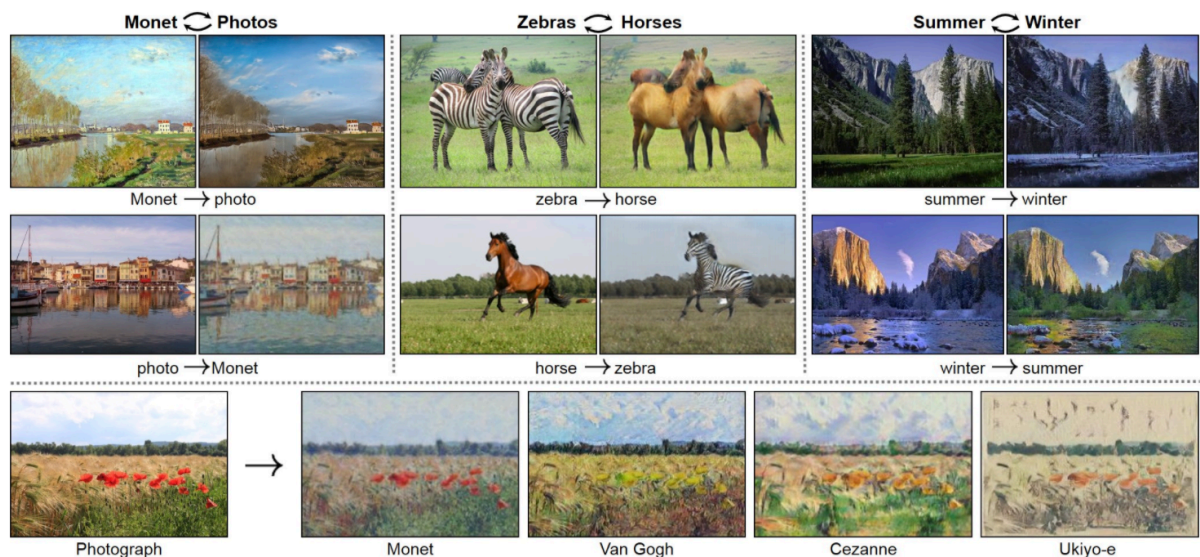 Monet Photos
Zebras Horses
Summer Winter
Monet → photo
zebra → horse
summer → winter
photo → Monet
horse → zebra
winter → summer
Photograph
Monet
Van Gogh
Cezanne
Ukiyo-e